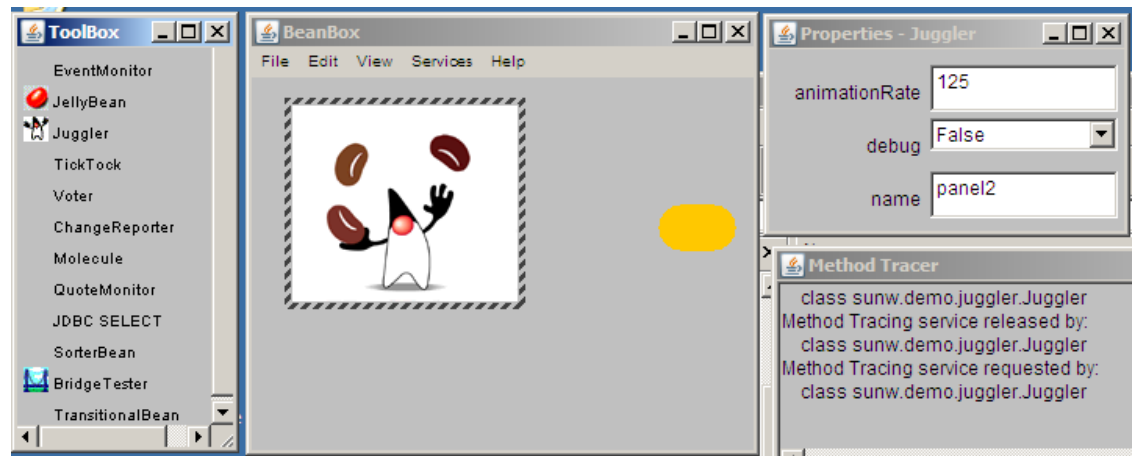 ToolBox
EventMonitor
JellyBean
Juggler
TickTock
Voter
ChangeReporter
Molecule
QuoteMonitor
JDBC SELECT
SorterBean
BridgeTester
TransitionalBean
BeanBox
File Edit View Services Help
Properties - Juggler
animationRate 125
debug False
name panel2
Method Tracer
class sunw.demo.juggler.Juggler
Method Tracing service released by:
class sunw.demo.juggler.Juggler
Method Tracing service requested by:
class sunw.demo.juggler.Juggler